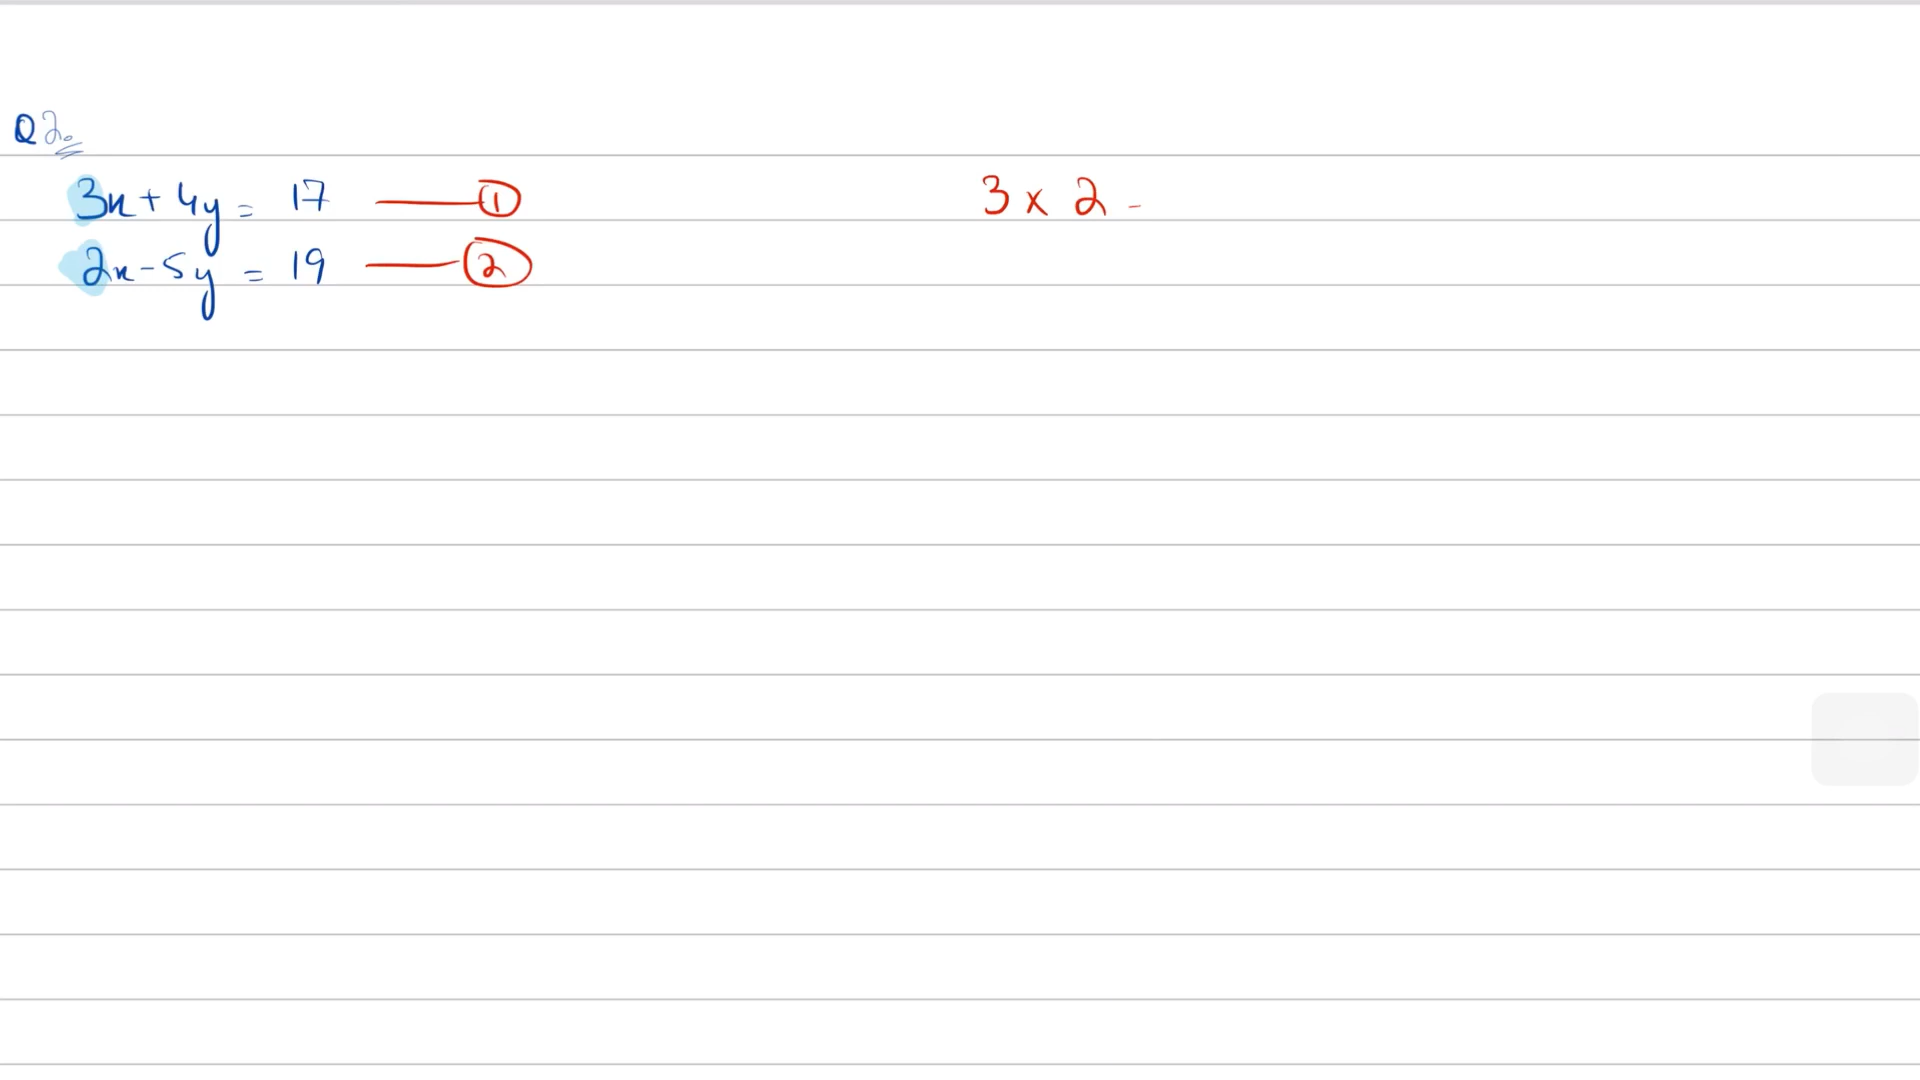 Q2.
3x + 4y = 17 —— ①
2x - 5y = 19 —— ②
3 x 2 -